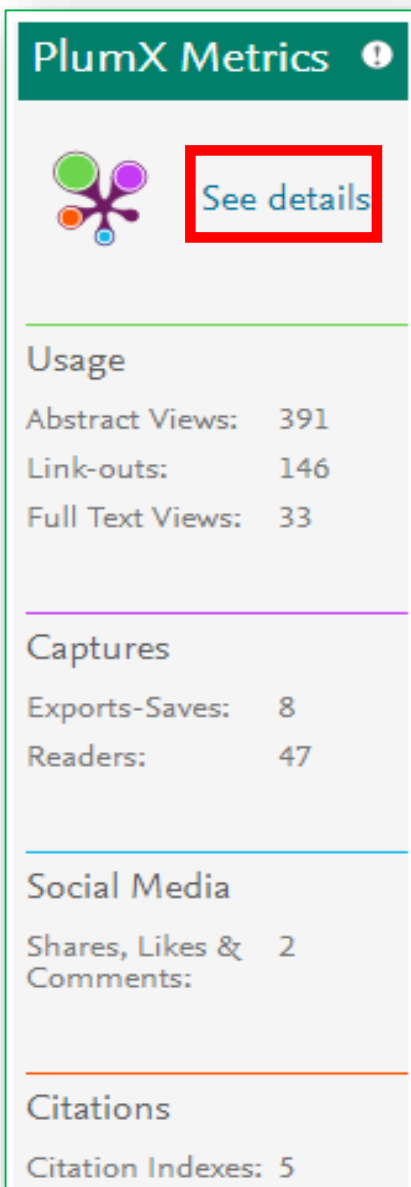 PlumX Metrics
See details
Usage
Abstract Views: 391
Link-outs: 146
Full Text Views: 33
Captures
Exports-Saves: 8
Readers: 47
Social Media
Shares, Likes & 2
Comments:
Citations
Citation Indexes: 5